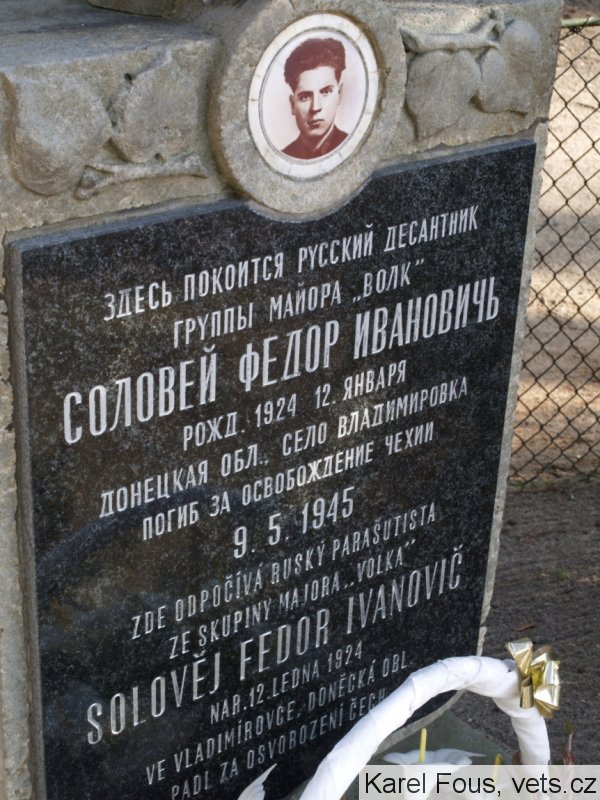 ЗДЕСЬ ПОКОИТСЯ РУССКИЙ ДЕСАНТНИК
ГРУППЫ МАЙОРА „ВОЛК"
СОЛОВЕЙ ФЕДОР ИВАНОВИЧЬ
РОЖД. 1924 12. ЯНВАРЯ
ДОНЕЦКАЯ ОБЛ., СЕЛО ВЛАДИМИРОВКА
ПОГИБ ЗА ОСВОБОЖДЕНИЕ ЧЕХИИ
9. 5. 1945
ZDE ODPOČÍVÁ RUSKÝ PARAŠUTISTA
ZE SKUPINY MAJORA „VOLKA"
SOLOVĚJ FEDOR IVANOVIČ
NAR. 12. LEDNA 1924
VE VLADIMÍROVCE, DONĚCKÁ OBL.
PADL ZA OSVOROZENÍ ČECH
Karel Fous, vets.cz